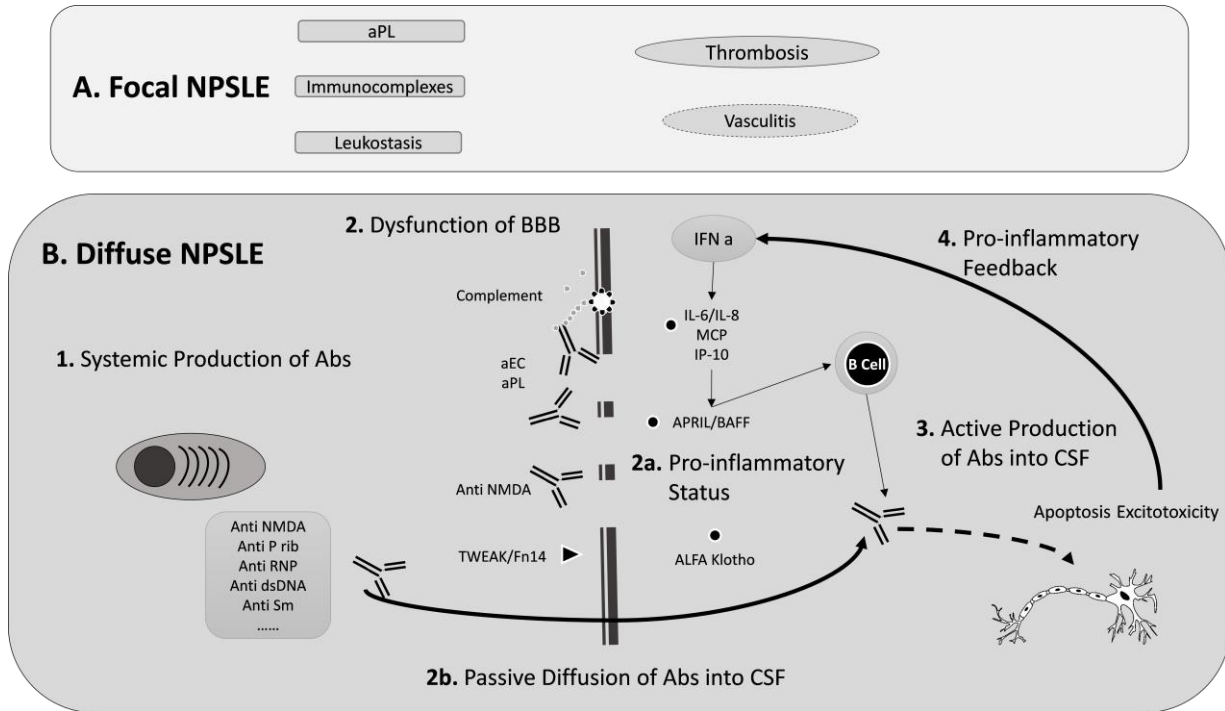 A. Focal NPSLE
aPL
Immunocomplexes
Leukostasis
Thrombosis
Vasculitis
B. Diffuse NPSLE
1. Systemic Production of Abs
Anti NMDA
Anti P rib
Anti RNP
Anti dsDNA
Anti Sm
......
2. Dysfunction of BBB
Complement
aEC
aPL
Anti NMDA
TWEAK/Fn14
IFN a
IL-6/IL-8
MCP
IP-10
APRIL/BAFF
2a. Pro-inflammatory
Status
ALFA Klotho
2b. Passive Diffusion of Abs into CSF
B Cell
3. Active Production
of Abs into CSF
4. Pro-inflammatory
Feedback
Apoptosis Excitotoxicity